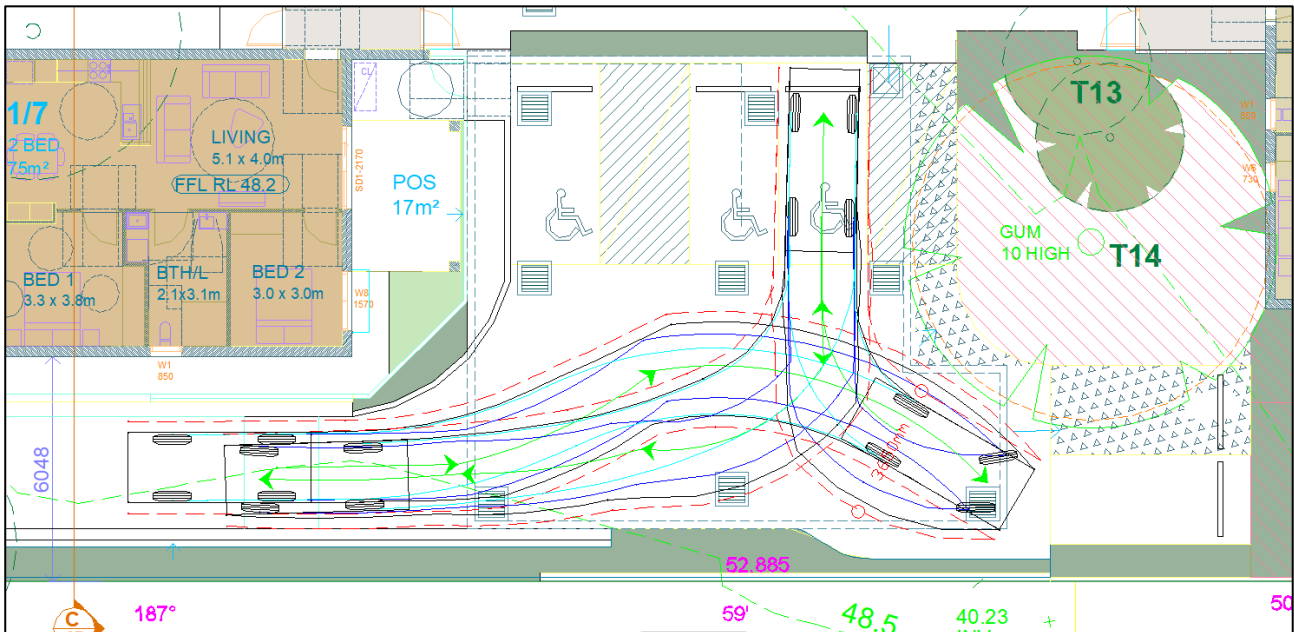 CL
1/7
2 BED
75m²
LIVING
5.1 x 4.0m
FFL RL 48.2
SD1-2170
POS
17m²
BED 1
3.3 x 3.8m
BTH/L
2.1x3.1m
BED 2
3.0 x 3.0m
W8
1570
W1
850
T13
T14
GUM
10 HIGH
W1
850
W6
730
6048
52.885
C
187°
59'
48.5
40.23
50